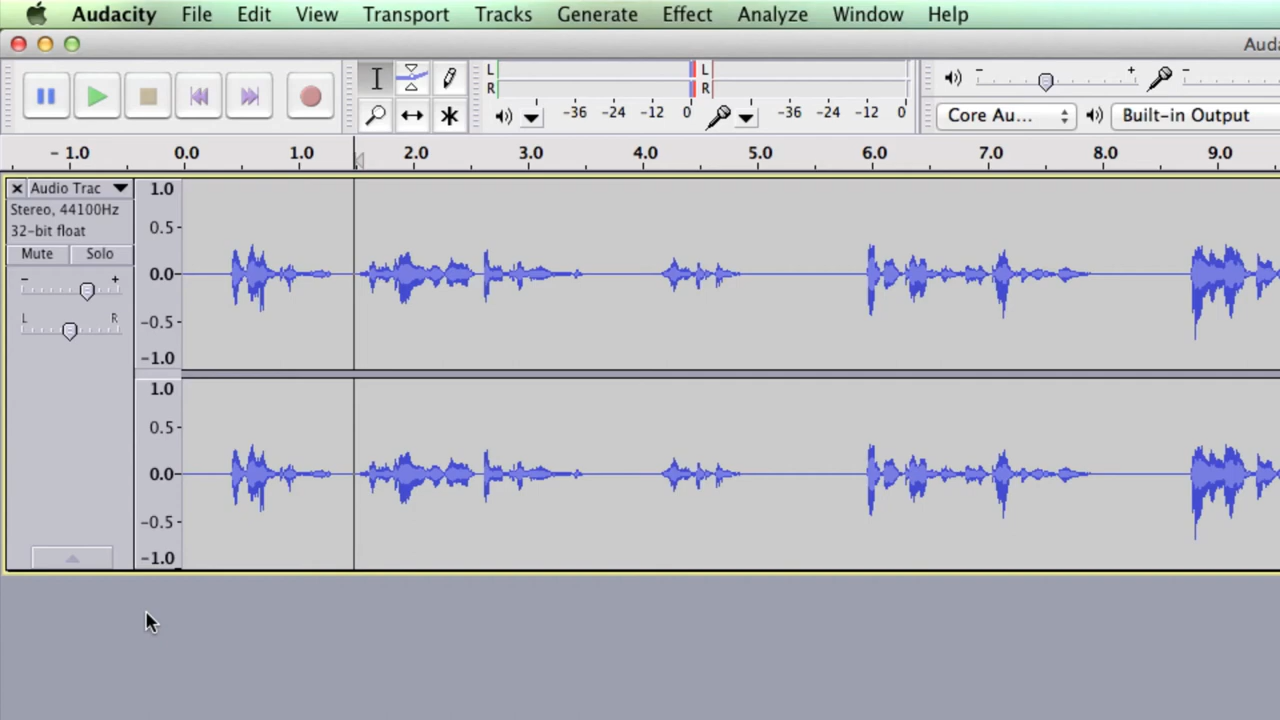 Audacity File Edit View Transport Tracks Generate Effect Analyze Window Help
Auda
L R L R
-36 -24 -12 0 -36 -24 -12 0
- + -
Core Au... Built-in Output
- 1.0 0.0 1.0 2.0 3.0 4.0 5.0 6.0 7.0 8.0 9.0
Audio Trac
Stereo, 44100Hz
32-bit float
Mute Solo
- +
L R
1.0
0.5-
0.0-
-0.5-
-1.0
1.0
0.5-
0.0-
-0.5-
-1.0